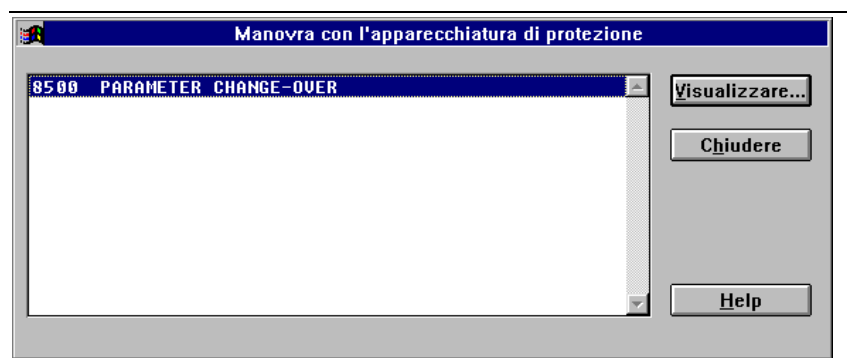 Manovra con l'apparecchiatura di protezione
8500 PARAMETER CHANGE-OVER
Visualizzare...
Chiudere
Help